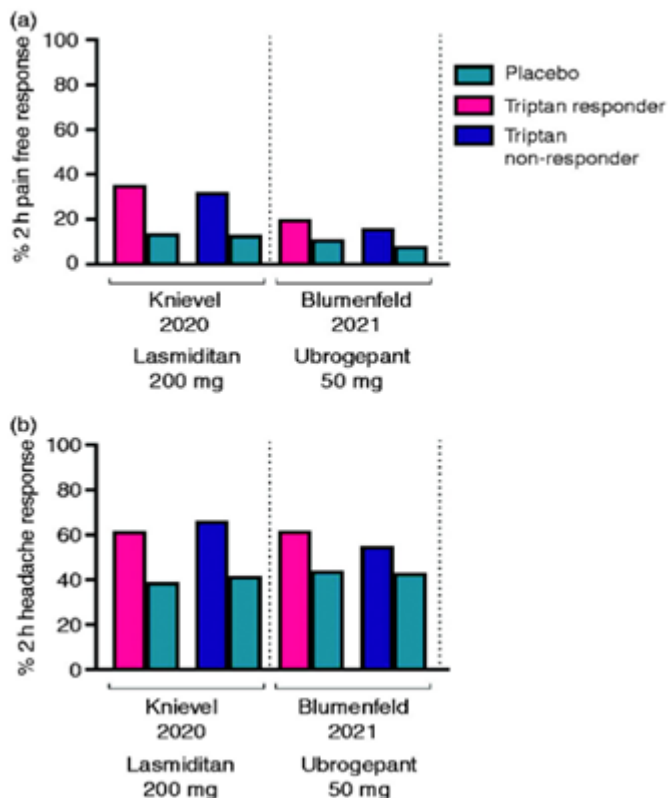 (a)
% 2 h pain free response
100
80
60
40
20
0
Placebo
Triptan responder
Triptan
non-responder
Knievel
2020
Lasmiditan
200 mg
Blumenfeld
2021
Ubrogepant
50 mg
(b)
% 2 h headache response
100
80
60
40
20
0
Knievel
2020
Lasmiditan
200 mg
Blumenfeld
2021
Ubrogepant
50 mg